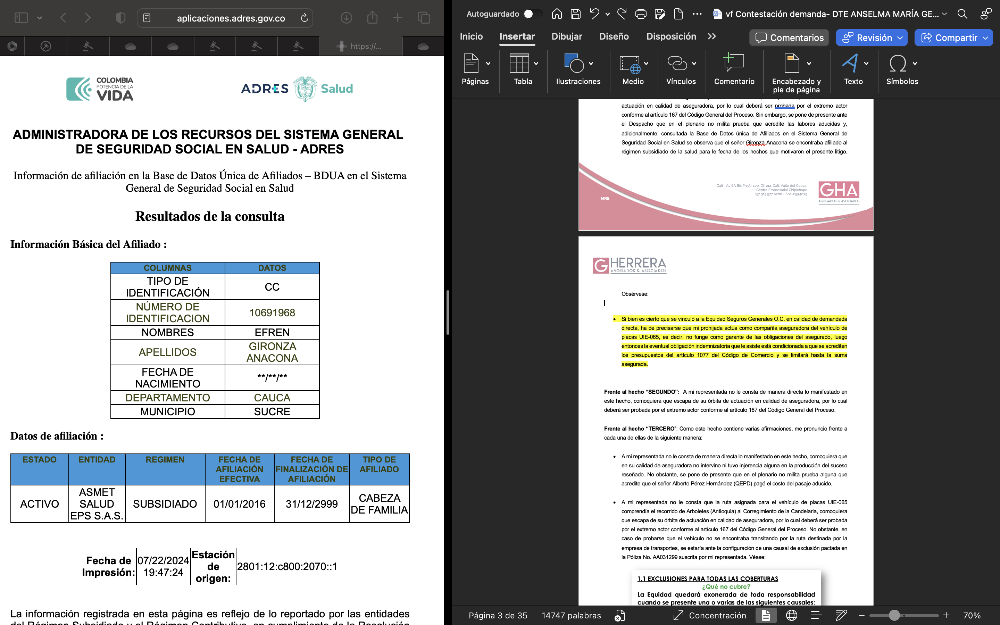 aplicaciones.adres.gov.co
https://...
COLOMBIA
POTENCIA DE LA
VIDA
ADRES Salud
ADMINISTRADORA DE LOS RECURSOS DEL SISTEMA GENERAL
DE SEGURIDAD SOCIAL EN SALUD - ADRES
Información de afiliación en la Base de Datos Única de Afiliados – BDUA en el Sistema
General de Seguridad Social en Salud
Resultados de la consulta
Información Básica del Afiliado :
COLUMNAS DATOS
TIPO DE
IDENTIFICACIÓN CC
NÚMERO DE
IDENTIFICACION 10691968
NOMBRES EFREN
APELLIDOS GIRONZA
ANACONA
FECHA DE
NACIMIENTO **/**/**
DEPARTAMENTO CAUCA
MUNICIPIO SUCRE
Datos de afiliación :
ESTADO ENTIDAD REGIMEN FECHA DE
AFILIACIÓN
EFECTIVA FECHA DE
FINALIZACIÓN DE
AFILIACIÓN TIPO DE
AFILIADO
ACTIVO ASMET
SALUD
EPS S.A.S. SUBSIDIADO 01/01/2016 31/12/2999 CABEZA
DE FAMILIA
Fecha de
Impresión: 07/22/2024
19:47:24 Estación
de
origen: 2801:12:c800:2070::1
La información registrada en esta página es reflejo de lo reportado por las entidades
del Régimen Subsidiado y el Régimen Contributivo, en cumplimiento de la Resolución
Autoguardado
vf Contestación demanda- DTE ANSELMA MARÍA GE...
Inicio Insertar Dibujar Diseño Disposición
Comentarios Revisión Compartir
Páginas Tabla Ilustraciones Medio Vínculos Comentario Encabezado y
pie de página Texto Símbolos
actuación en calidad de aseguradora, por lo cual deberá ser probada por el extremo actor
conforme al artículo 167 del Código General del Proceso. Sin embargo, se pone de presente ante
el Despacho que en el plenario no milita prueba que acredite las labores aducidas y,
adicionalmente, consultada la Base de Datos única de Afiliados en el Sistema General de
Seguridad Social en Salud se observa que el señor Gironza Anacona se encontraba afiliado al
régimen subsidiado de la salud para le fecha de los hechos que motivaron el presente litigo.
Cali - Av 6A Bis #35N-100, Of. 212, Cali, Valle del Cauca,
Centro Empresarial Chipichape
+57 315 577 6200 - 602-6594075
GHA
ABOGADOS & ASOCIADOS
MRS
G HERRERA
ABOGADOS & ASOCIADOS
Obsérvese:
• Si bien es cierto que se vinculó a la Equidad Seguros Generales O.C. en calidad de demandada
directa, ha de precisarse que mi prohijada actúa como compañía aseguradora del vehículo de
placas UIE-065, es decir, no funge como garante de las obligaciones del asegurado, luego
entonces la eventual obligación indemnizatoria que le asiste está condicionada a que se acrediten
los presupuestos del artículo 1077 del Código de Comercio y se limitará hasta la suma
asegurada.
Frente al hecho “SEGUNDO”: A mi representada no le consta de manera directa lo manifestado en
este hecho, comoquiera que escapa de su órbita de actuación en calidad de aseguradora, por lo cual
deberá ser probada por el extremo actor conforme al artículo 167 del Código General del Proceso.
Frente al hecho “TERCERO”: Como este hecho contiene varias afirmaciones, me pronuncio frente a
cada una de ellas de la siguiente manera:
• A mi representada no le consta de manera directa lo manifestado en este hecho, comoquiera que
en su calidad de aseguradora no intervino ni tuvo injerencia alguna en la producción del suceso
reseñado. No obstante, se pone de presente que en el plenario no milita prueba alguna que
acredite que el señor Alberto Pérez Hernández (QEPD) pagó el costo del pasaje aducido.
• A mi representada no le consta que la ruta asignada para el vehículo de placas UIE-065
comprendía el recorrido de Arboletes (Antioquia) al Corregimiento de la Candelaria, comoquiera
que escapa de su órbita de actuación en calidad de aseguradora, por lo cual deberá ser probada
por el extremo actor conforme al artículo 167 del Código General del Proceso. No obstante, en
caso de probarse que el vehículo no se encontraba transitando por la ruta destinada por la
empresa de transportes, se estaría ante la configuración de una causal de exclusión pactada en
la Póliza No. AA031299 suscrita por mi representada. Véase:
1.1 EXCLUSIONES PARA TODAS LAS COBERTURAS
¿Qué no cubre?
La Equidad quedará exonerada de toda responsabilidad
cuando se presente una o varias de las siguientes causales:
Página 3 de 35 14747 palabras Concentración 70%